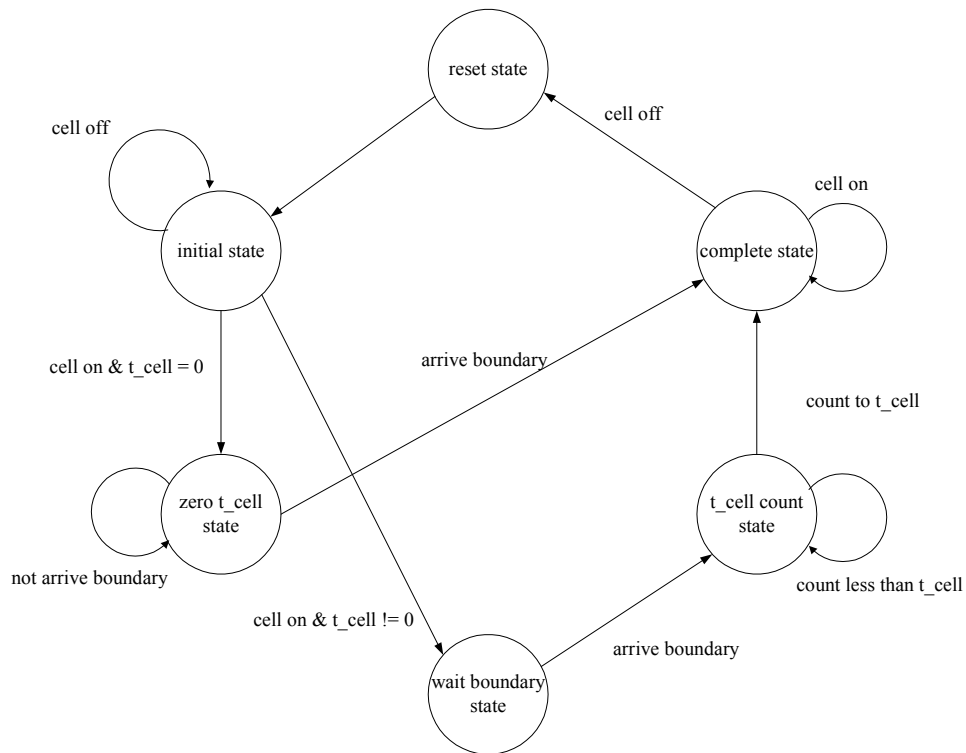 reset state
cell off
cell off
cell on
initial state
complete state
cell on & t_cell = 0
arrive boundary
count to t_cell
zero t_cell
state
t_cell count
state
not arrive boundary
count less than t_cell
cell on & t_cell != 0
arrive boundary
wait boundary
state